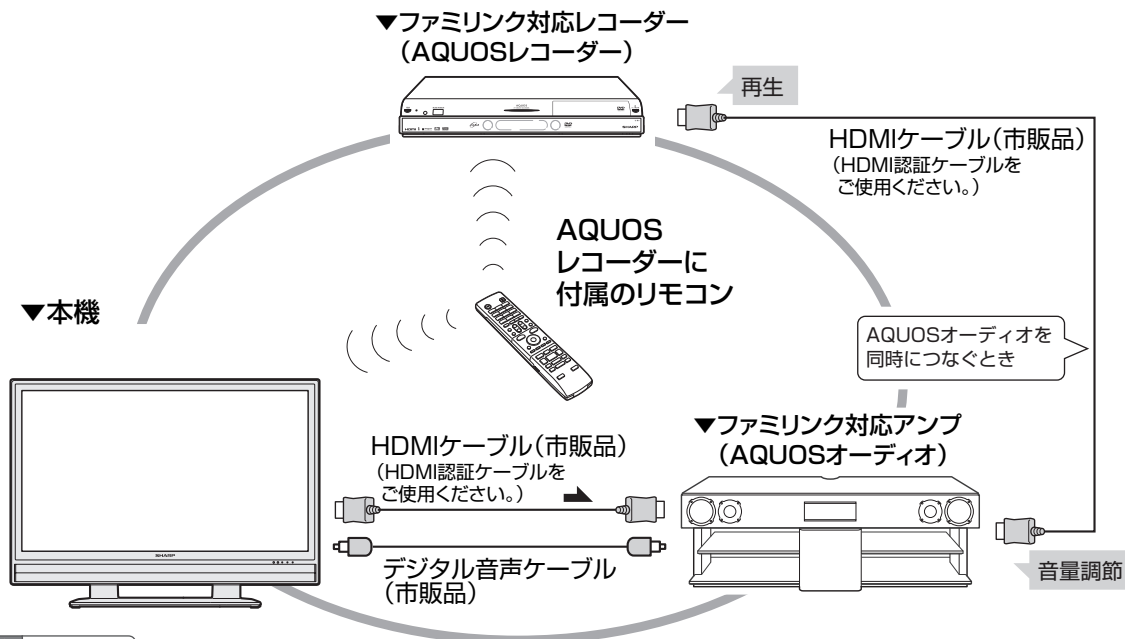 ▼ファミリンク対応レコーダー
(AQUOSレコーダー)
再生
HDMIケーブル(市販品)
(HDMI認証ケーブルを
ご使用ください。)
AQUOS
レコーダーに
付属のリモコン
▼本機
AQUOSオーディオを
同時につなぐとき
▼ファミリンク対応アンプ
(AQUOSオーディオ)
HDMIケーブル(市販品)
(HDMI認証ケーブルを
ご使用ください。)
デジタル音声ケーブル
(市販品)
音量調節
SHARP